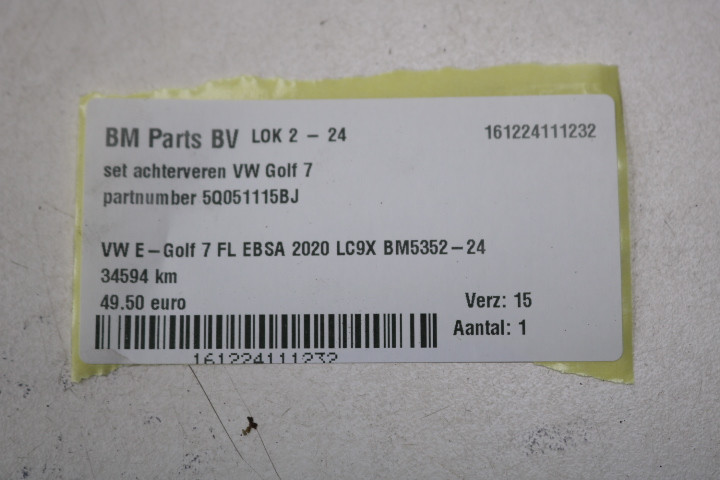 BM Parts BV LOK 2 - 24 161224111232
set achterveren VW Golf 7
partnumber 5Q051115BJ
VW E-Golf 7 FL EBSA 2020 LC9X BM5352-24
34594 km
49.50 euro Verz: 15
Aantal: 1
161224111232